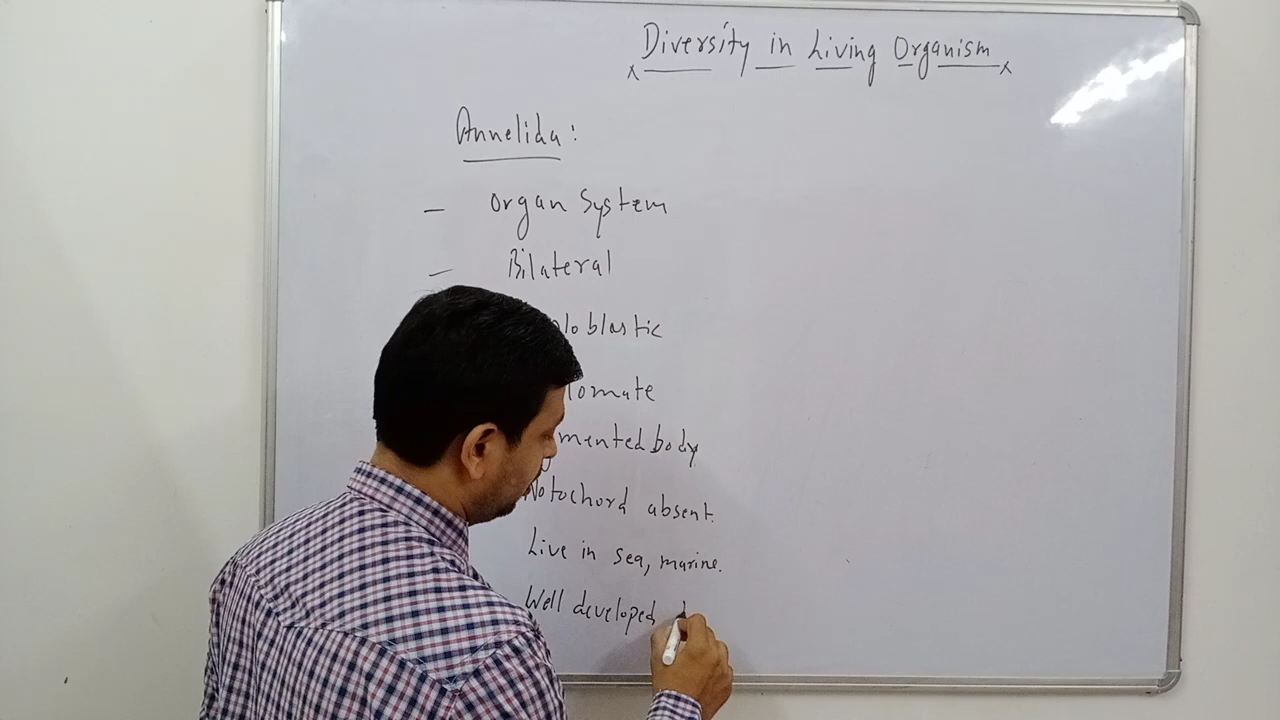 Diversity in Living Organism
Annelida:
- Organ System
- Bilateral
loblastic
lomate
mented body
Notochord absent.
Live in sea, marine.
Well developed